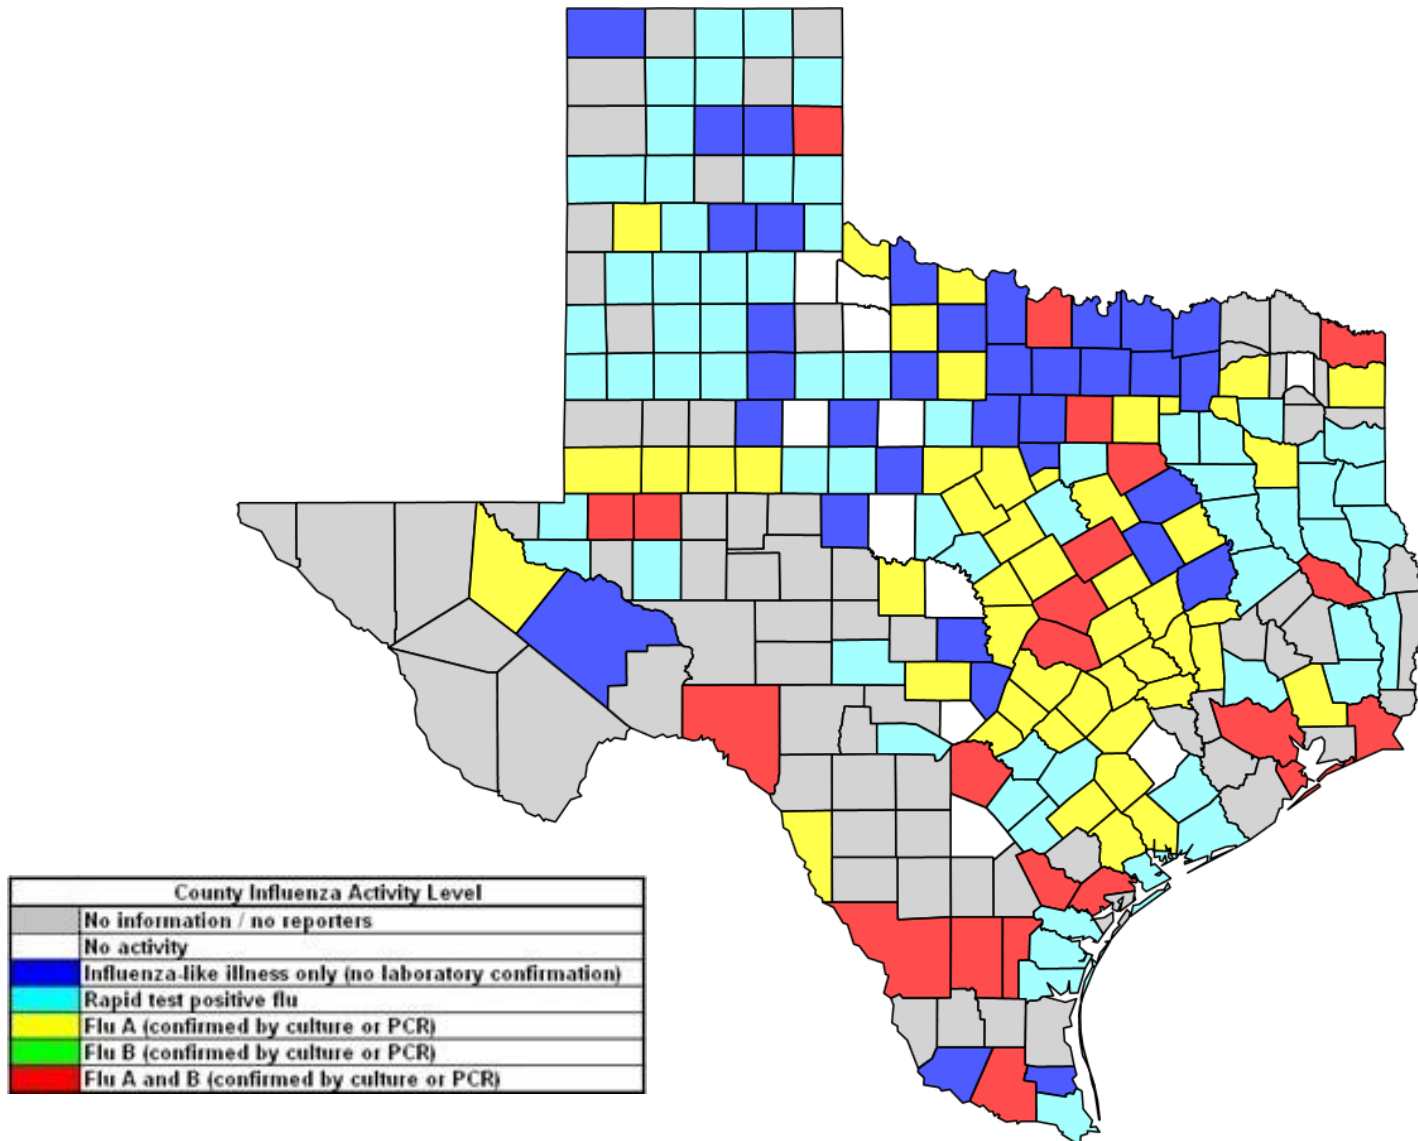 County Influenza Activity Level
No information / no reporters
No activity
Influenza-like illness only (no laboratory confirmation)
Rapid test positive flu
Flu A (confirmed by culture or PCR)
Flu B (confirmed by culture or PCR)
Flu A and B (confirmed by culture or PCR)